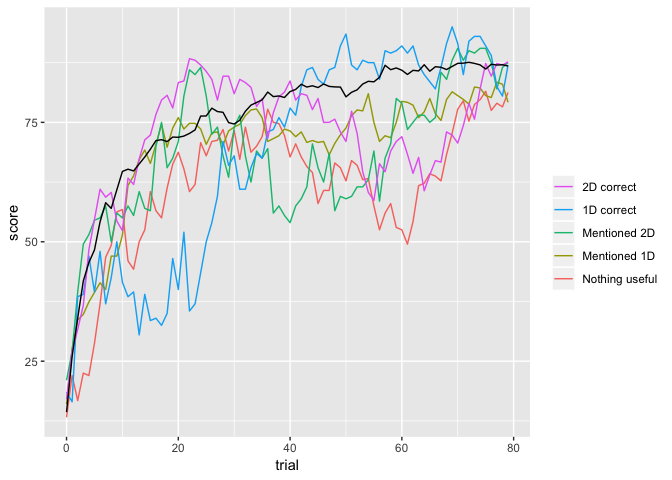 75
50
25
score
0
20
40
60
80
trial
2D correct
1D correct
Mentioned 2D
Mentioned 1D
Nothing useful